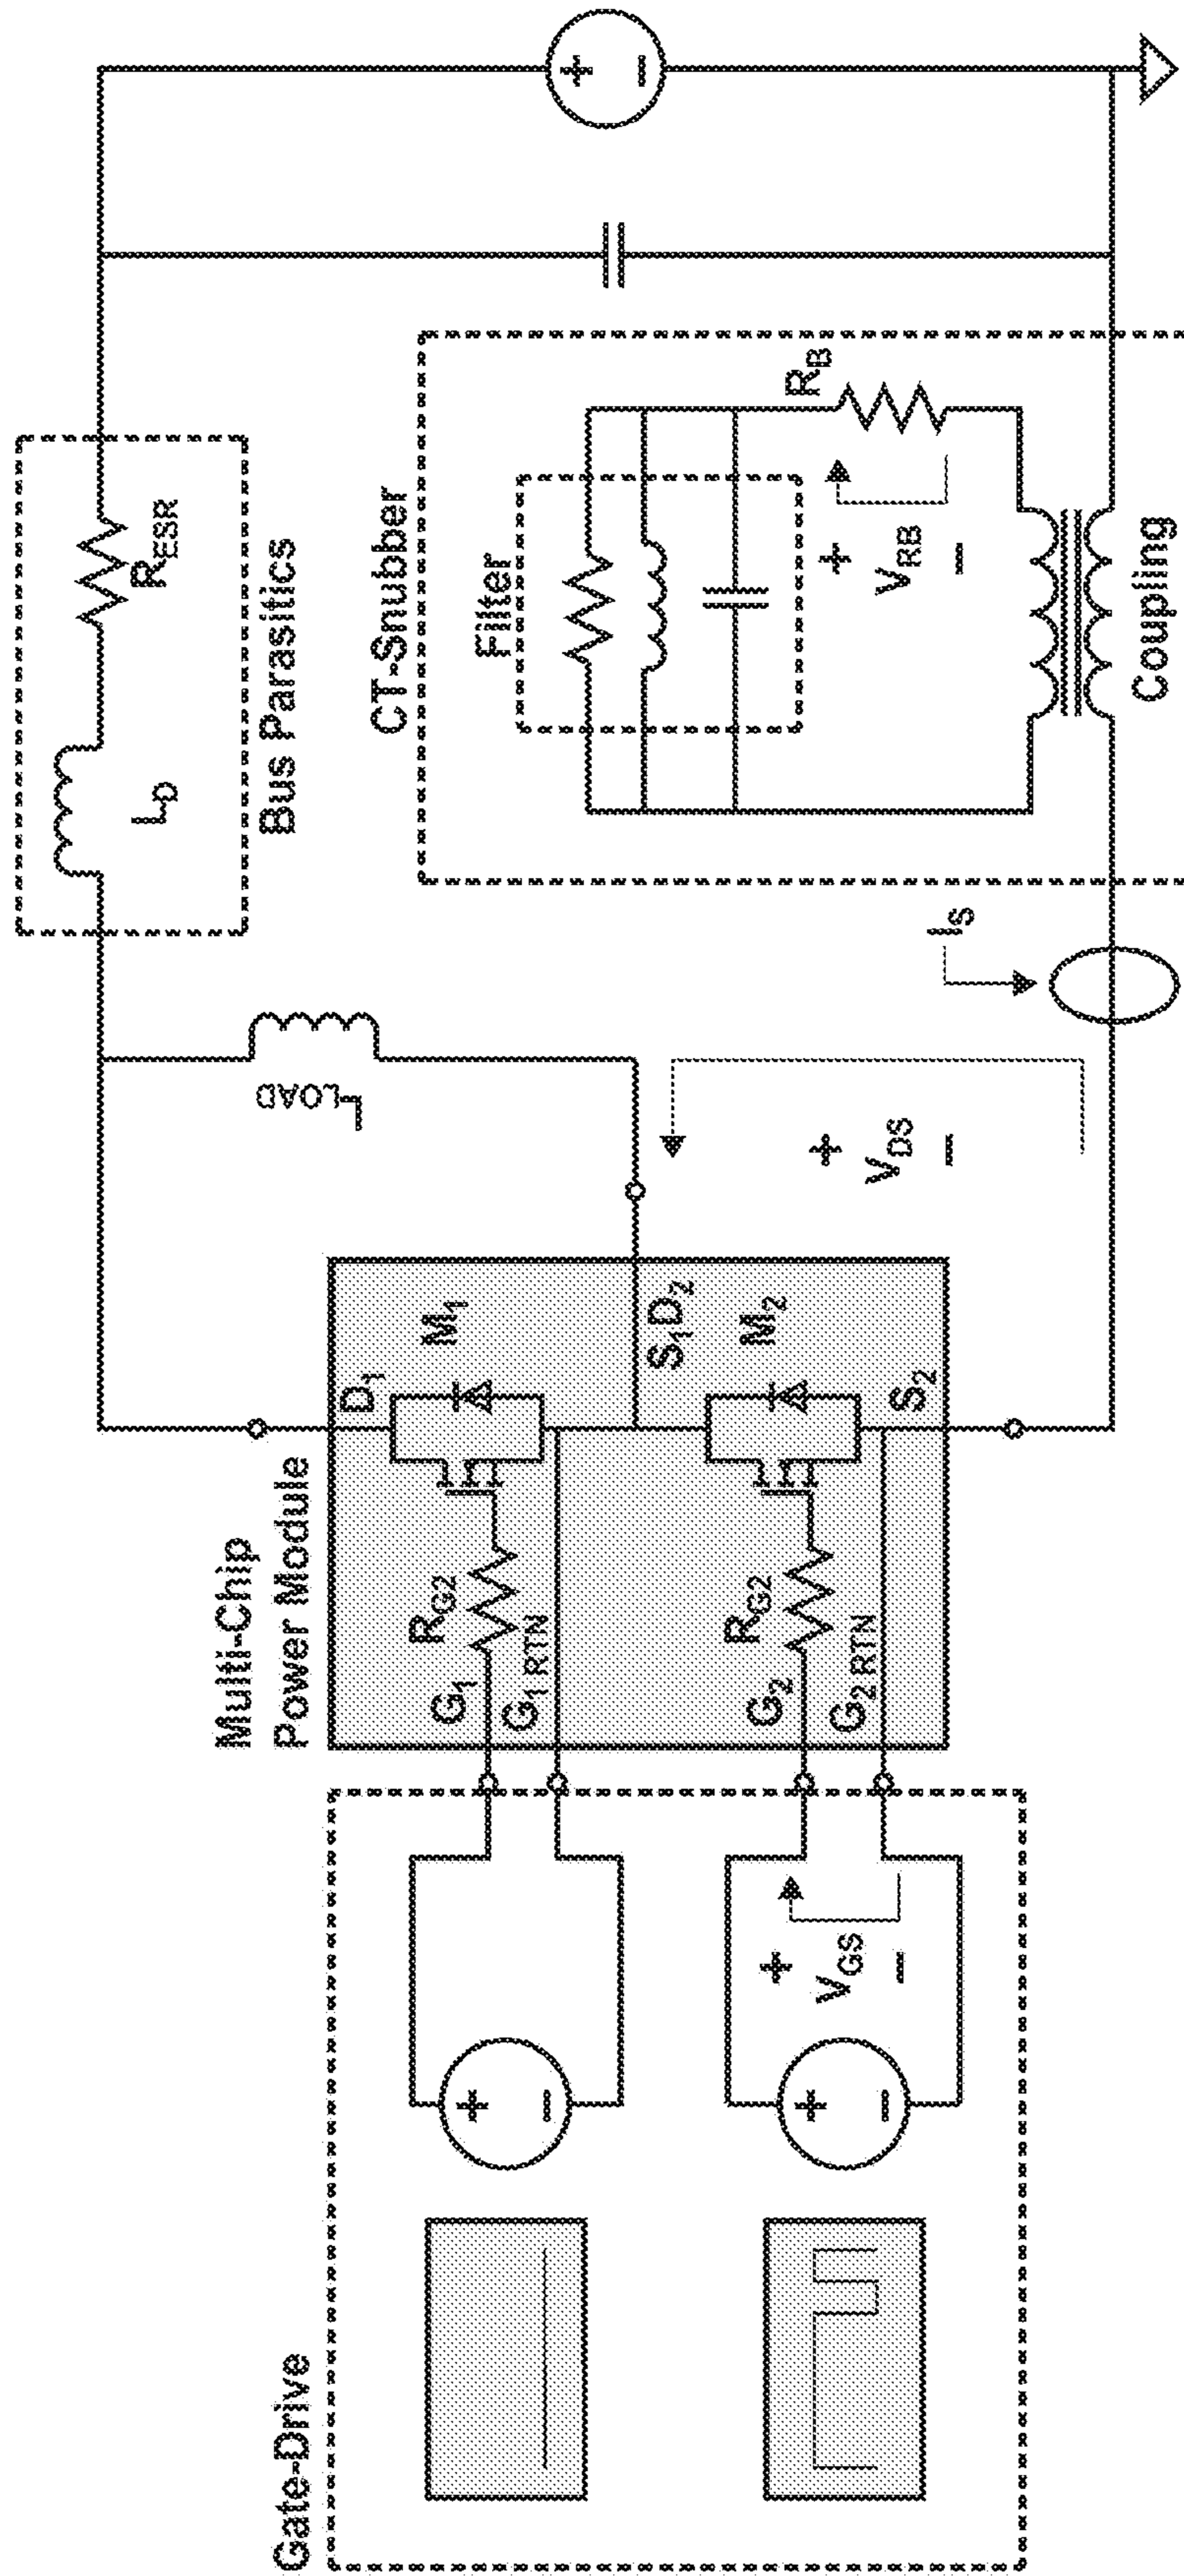 Gate-Drive
+
−
+
−
+
V_GS
−
Multi-Chip
Power Module
G_1
R_G2
G_1 RTN
D_1
M_1
S_1D_2
G_2
R_G2
G_2 RTN
M_2
S_2
L_LOAD
+
V_DS
−
I_S
L_D
R_ESR
Bus Parasitics
CT-Snubber
Filter
R_B
+
V_RB
−
Coupling
+
−